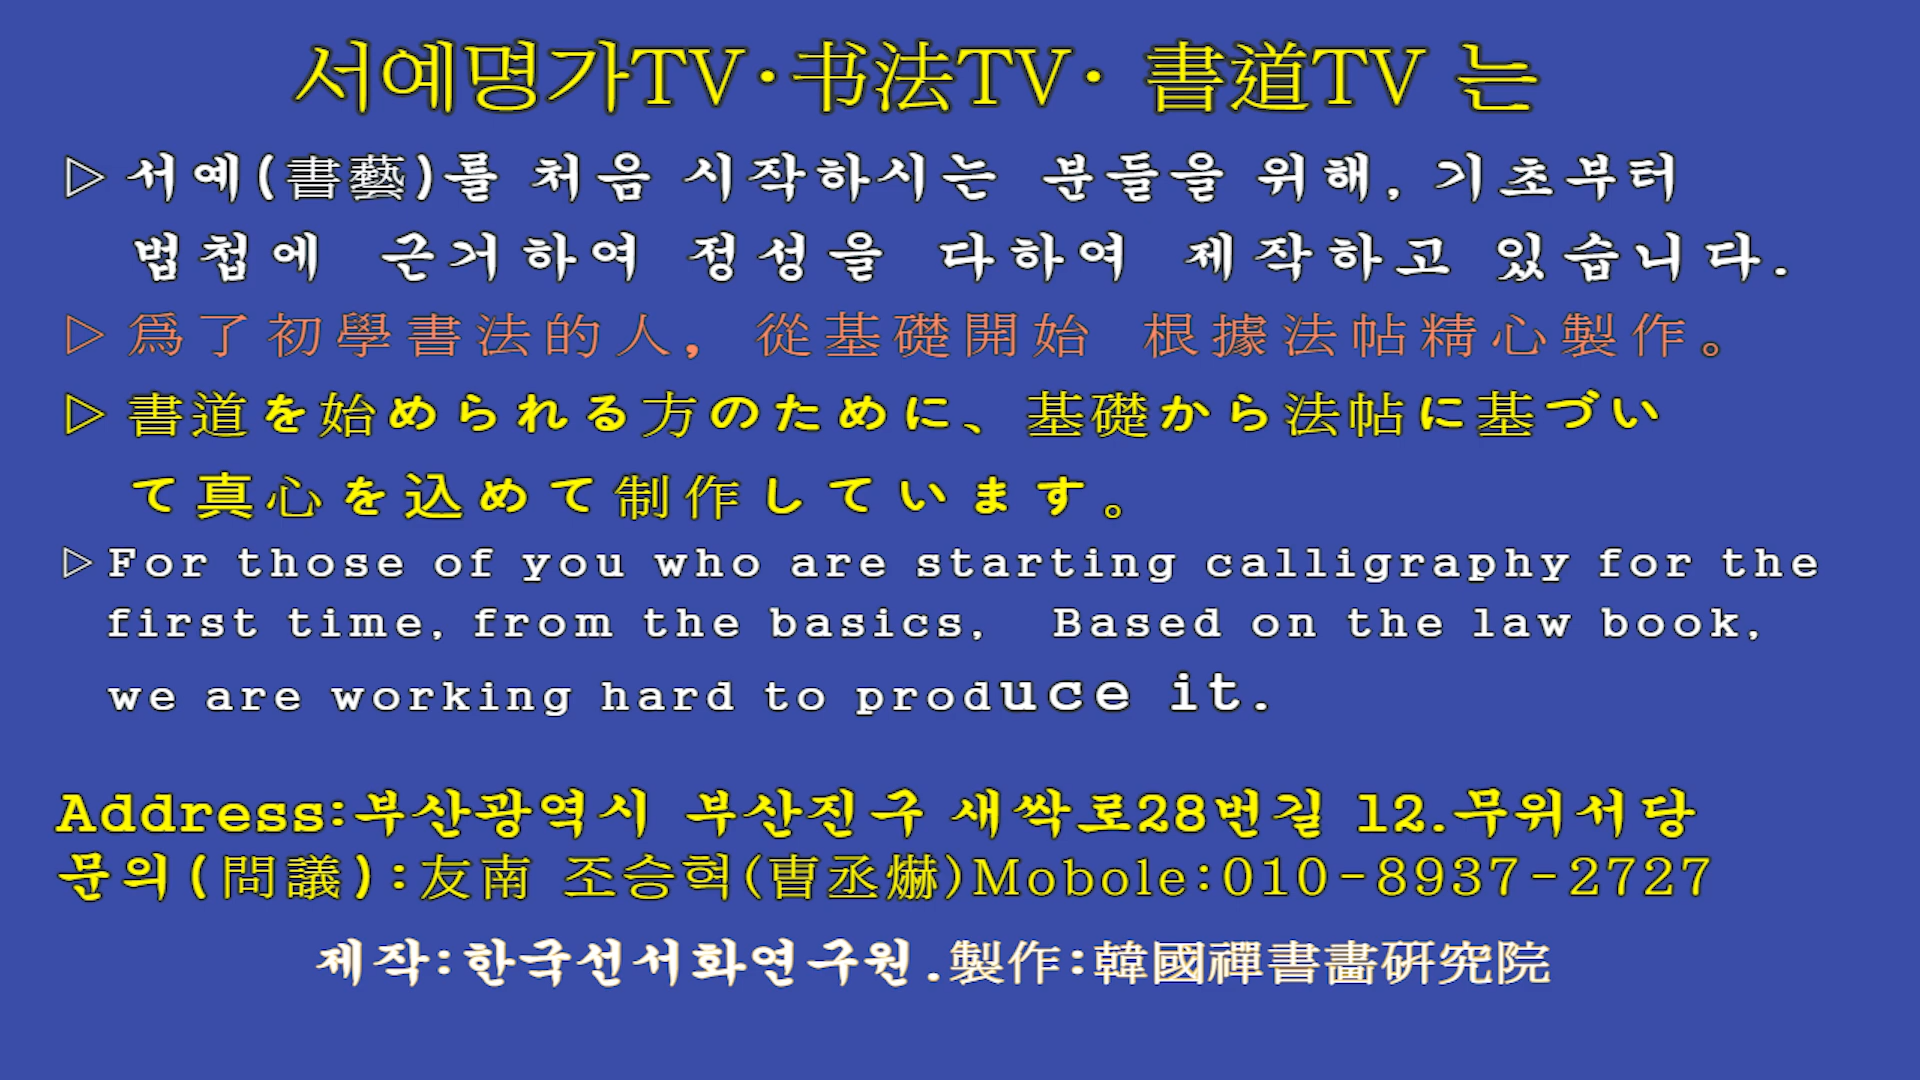 서예명가TV·书法TV· 書道TV 는
▷서예(書藝)를 처음 시작하시는 분들을 위해, 기초부터
법첩에 근거하여 정성을 다하여 제작하고 있습니다.
▷爲了初學書法的人, 從基礎開始 根據法帖精心製作。
▷書道を始められる方のために、基礎から法帖に基づい
て真心を込めて制作しています。
▷For those of you who are starting calligraphy for the
first time, from the basics, Based on the law book,
we are working hard to produce it.
Address:부산광역시 부산진구 새싹로28번길 12.무위서당
문의(問議):友南 조승혁(曺丞爀)Mobole:010-8937-2727
제작:한국선서화연구원.製作:韓國禪書畵硏究院